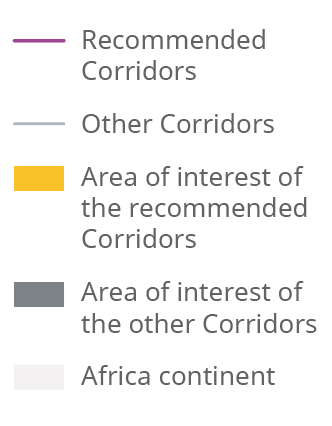 Recommended
Corridors
Other Corridors
Area of interest of
the recommended
Corridors
Area of interest of
the other Corridors
Africa continent